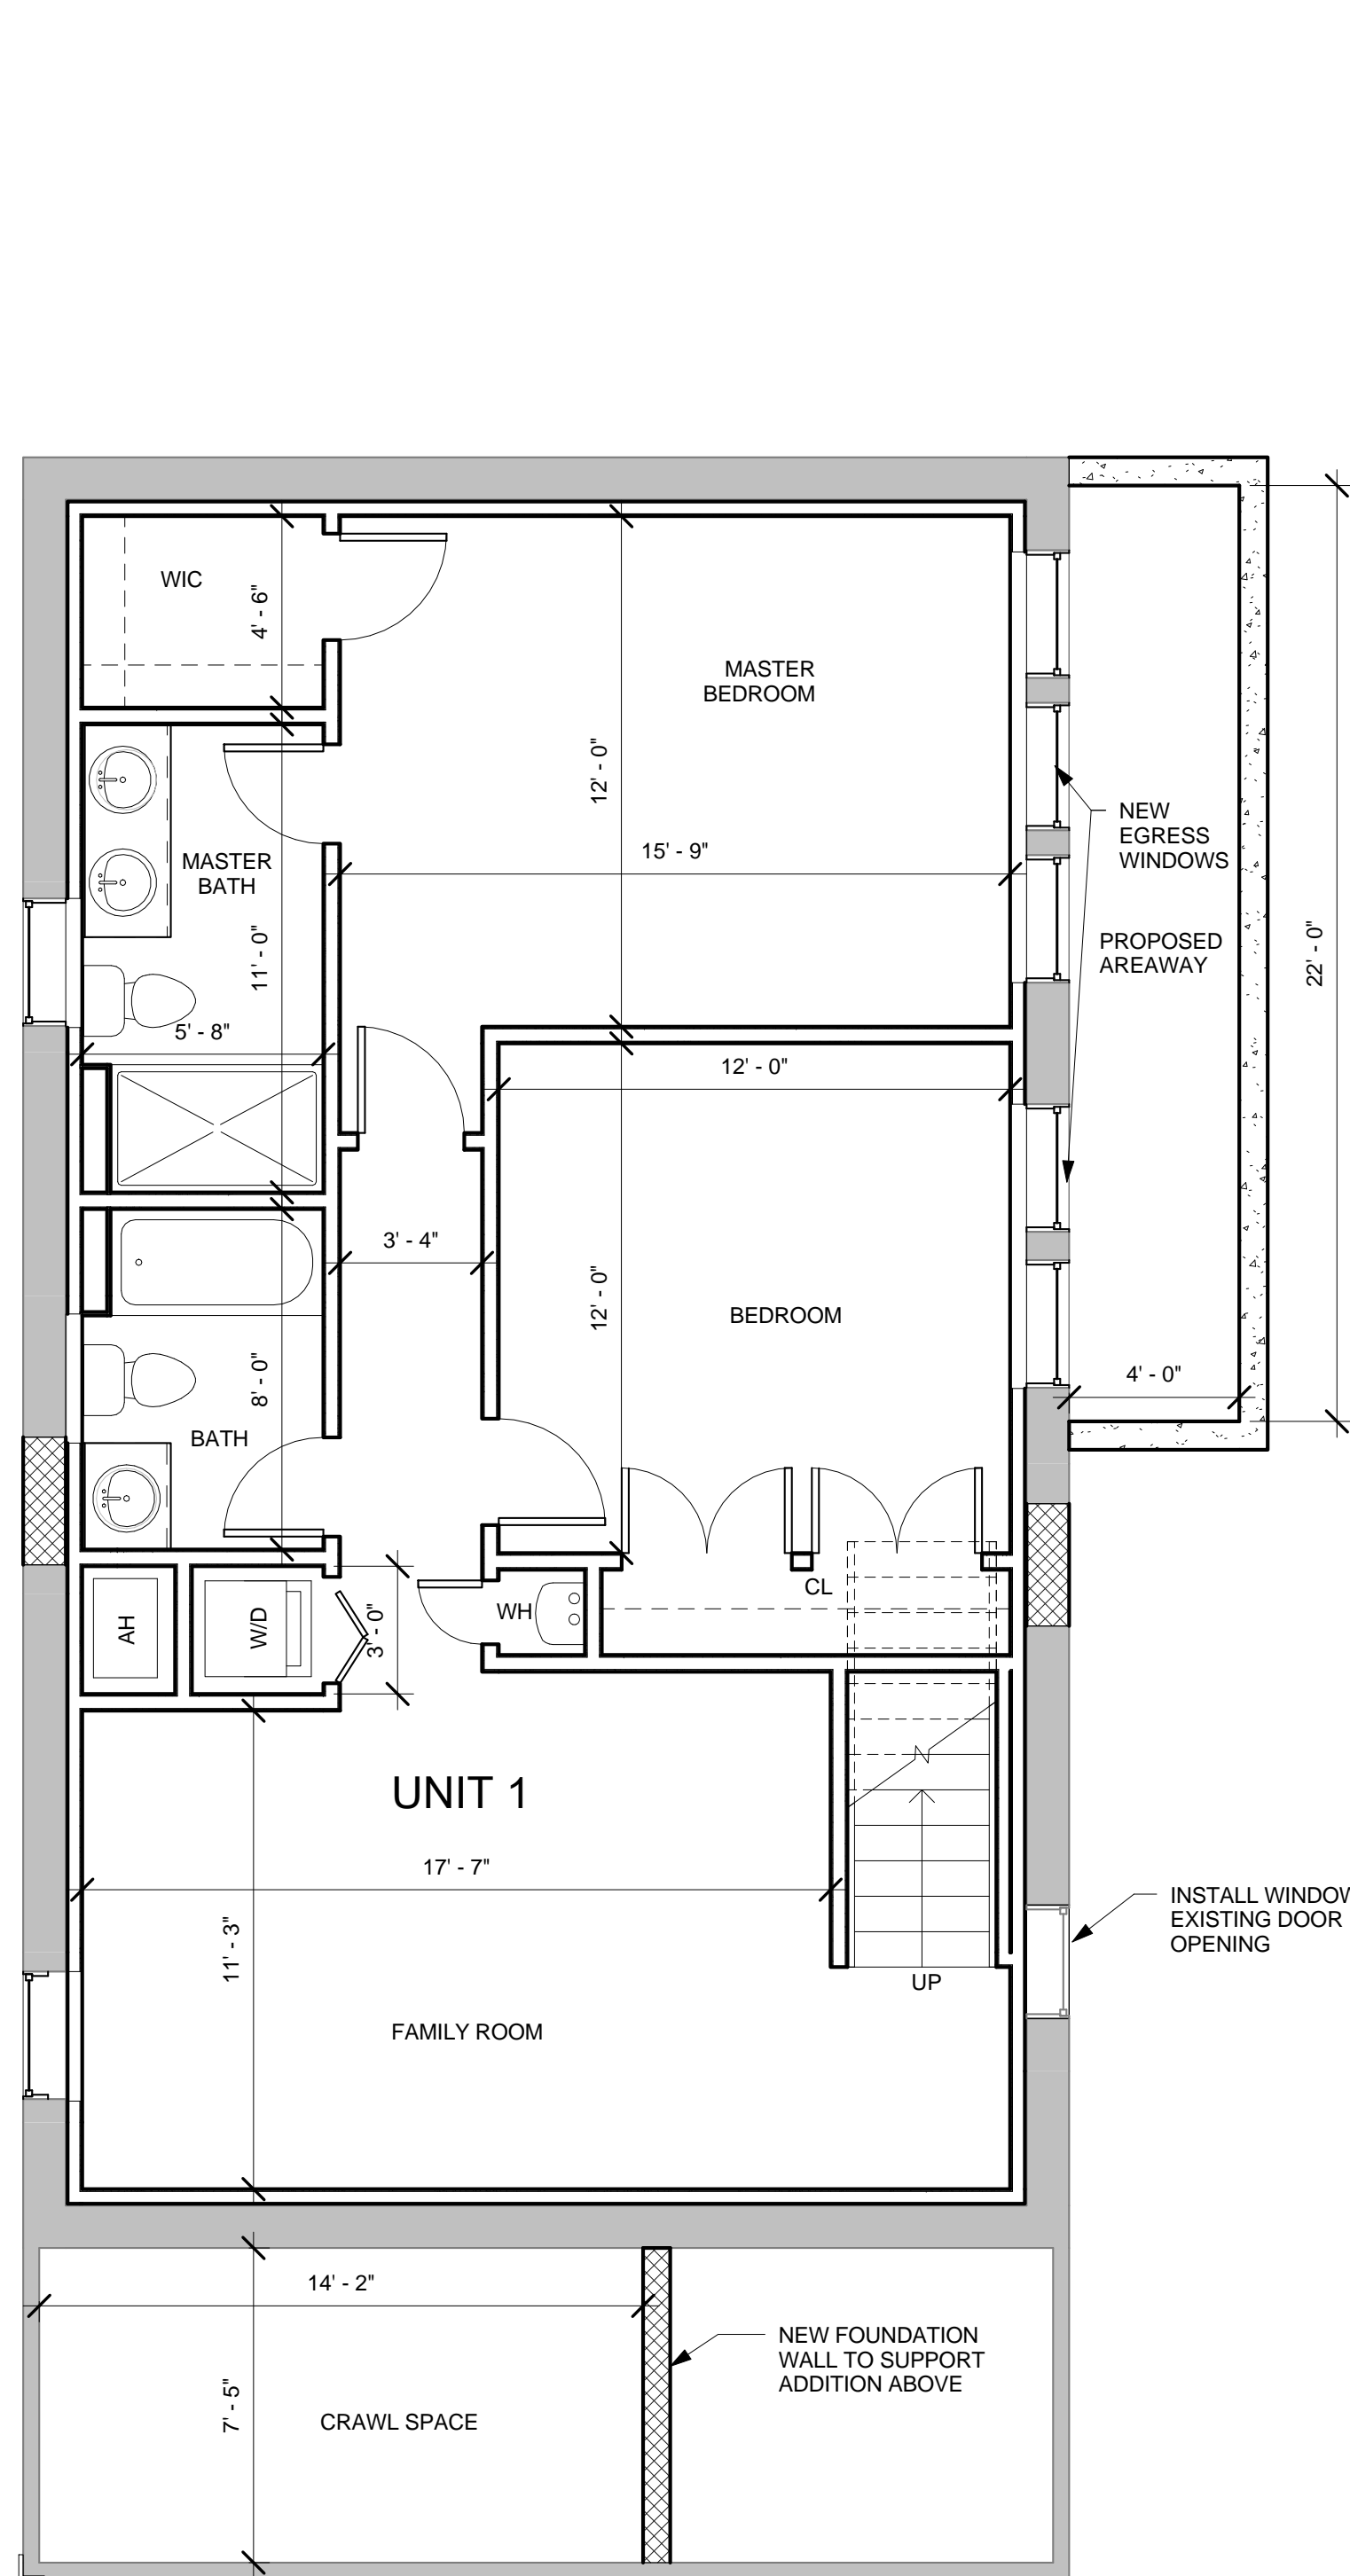 WIC
4' - 6"
MASTER
BEDROOM
12' - 0"
15' - 9"
NEW
EGRESS
WINDOWS
MASTER
BATH
11' - 0"
PROPOSED
AREAWAY
22' - 0"
5' - 8"
12' - 0"
3' - 4"
12' - 0"
BEDROOM
8' - 0"
4' - 0"
BATH
CL
AH
W/D
3' - 0"
WH
UNIT 1
17' - 7"
INSTALL WINDOW
EXISTING DOOR
OPENING
11' - 3"
UP
FAMILY ROOM
14' - 2"
NEW FOUNDATION
WALL TO SUPPORT
ADDITION ABOVE
7' - 5"
CRAWL SPACE